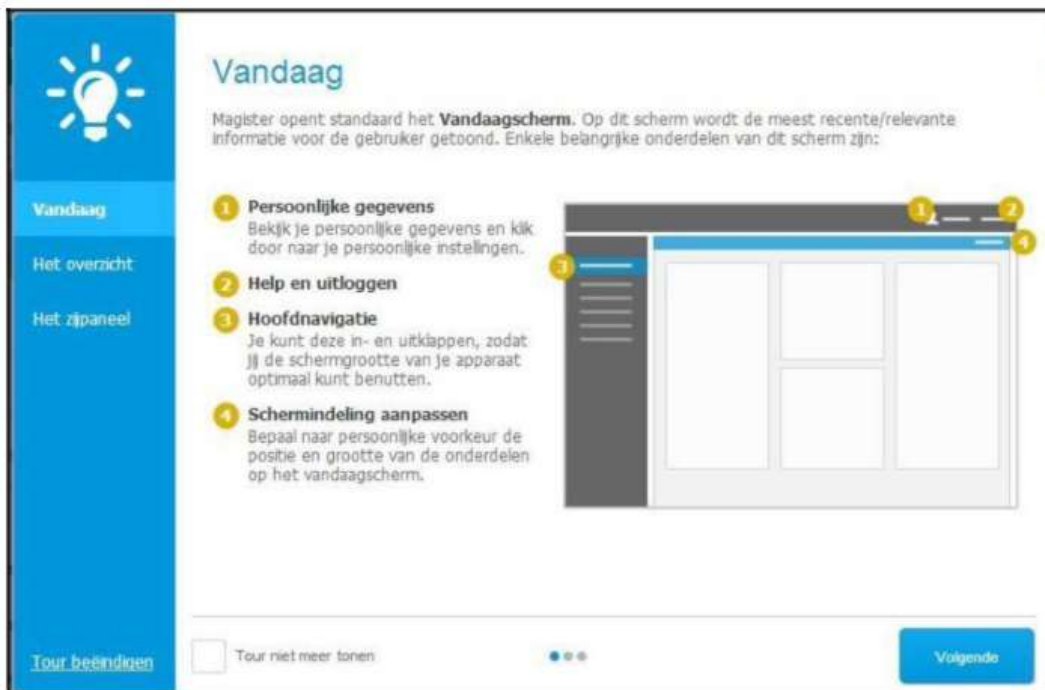 Vandaag
Magister opent standaard het Vandaagscherm. Op dit scherm wordt de meest recente/relevante
informatie voor de gebruiker getoond. Enkele belangrijke onderdelen van dit scherm zijn:
Vandaag
Het overzicht
Het zijpaneel
1 Persoonlijke gegevens
Bekijk je persoonlijke gegevens en klik
door naar je persoonlijke instellingen.
2 Help en uitloggen
3 Hoofdnavigatie
Je kunt deze in- en uitklappen, zodat
jij de schermgrootte van je apparaat
optimaal kunt benutten.
4 Schermindeling aanpassen
Bepaal naar persoonlijke voorkeur de
positie en grootte van de onderdelen
op het vandaagscherm.
1
2
3
4
Tour beëindigen
Tour niet meer tonen
Volgende